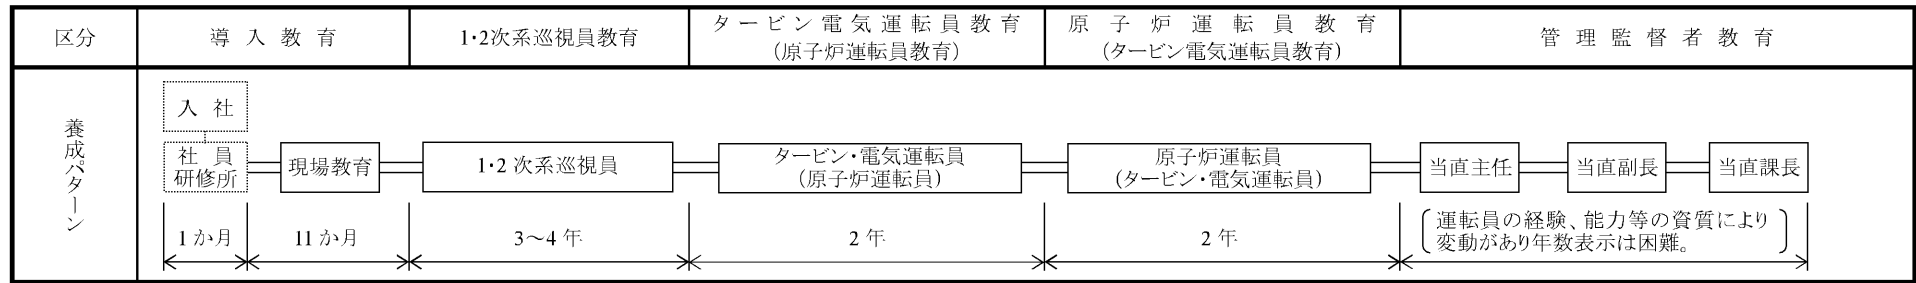 区分
導入教育
1・2次系巡視員教育
タービン電気運転員教育
(原子炉運転員教育)
原子炉運転員教育
(タービン電気運転員教育)
管理監督者教育
養成パターン
入社
社員
研修所
現場教育
1・2次系巡視員
タービン・電気運転員
(原子炉運転員)
原子炉運転員
(タービン・電気運転員)
当直主任
当直副長
当直課長
1か月
11か月
3～4年
2年
2年
運転員の経験、能力等の資質により
変動があり年数表示は困難。